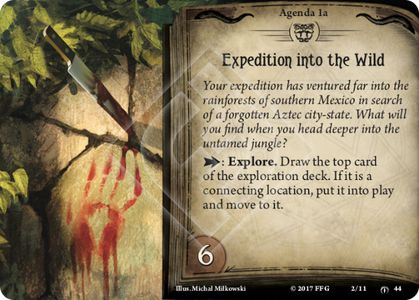 Agenda 1a
Expedition into the Wild
Your expedition has ventured far into the
rainforests of southern Mexico in search
of a forgotten Aztec city-state. What will
you find when you head deeper into the
untamed jungle?
: Explore. Draw the top card
of the exploration deck. If it is a
connecting location, put it into play
and move to it.
6
Illus. Michal Miłkowski
© 2017 FFG
2/11
44